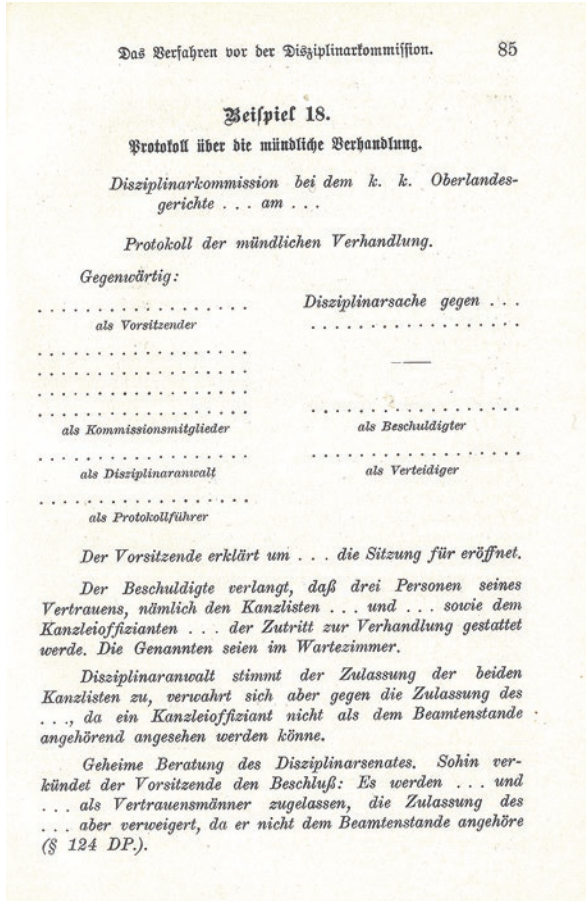 Das Verfahren vor der Disziplinarkommission. 85
Beispiel 18.
Protokoll über die mündliche Verhandlung.
Disziplinarkommission bei dem k. k. Oberlandes-
gerichte . . . am . . .
Protokoll der mündlichen Verhandlung.
Gegenwärtig:
. . . . . . . . . . . . . . . . . .
als Vorsitzender
. . . . . . . . . . . . . . . . . .
. . . . . . . . . . . . . . . . . .
. . . . . . . . . . . . . . . . . .
. . . . . . . . . . . . . . . . . .
als Kommissionsmitglieder
. . . . . . . . . . . . . . . . . .
als Disziplinaranwalt
. . . . . . . . . . . . . . . . . .
als Protokollführer
Disziplinarsache gegen . . .
. . . . . . . . . . . . . . . . . .
—
. . . . . . . . . . . . . . . . . .
als Beschuldigter
. . . . . . . . . . . . . . . . . .
als Verteidiger
Der Vorsitzende erklärt um . . . die Sitzung für eröffnet.
Der Beschuldigte verlangt, daß drei Personen seines
Vertrauens, nämlich den Kanzlisten . . . und . . . sowie dem
Kanzleioffizianten . . . der Zutritt zur Verhandlung gestattet
werde. Die Genannten seien im Wartezimmer.
Disziplinaranwalt stimmt der Zulassung der beiden
Kanzlisten zu, verwahrt sich aber gegen die Zulassung des
. . ., da ein Kanzleioffiziant nicht als dem Beamtenstande
angehörend angesehen werden könne.
Geheime Beratung des Disziplinarsenates. Sohin ver-
kündet der Vorsitzende den Beschluß: Es werden . . . und
. . . als Vertrauensmänner zugelassen, die Zulassung des
. . . aber verweigert, da er nicht dem Beamtenstande angehöre
(§ 124 DP.).